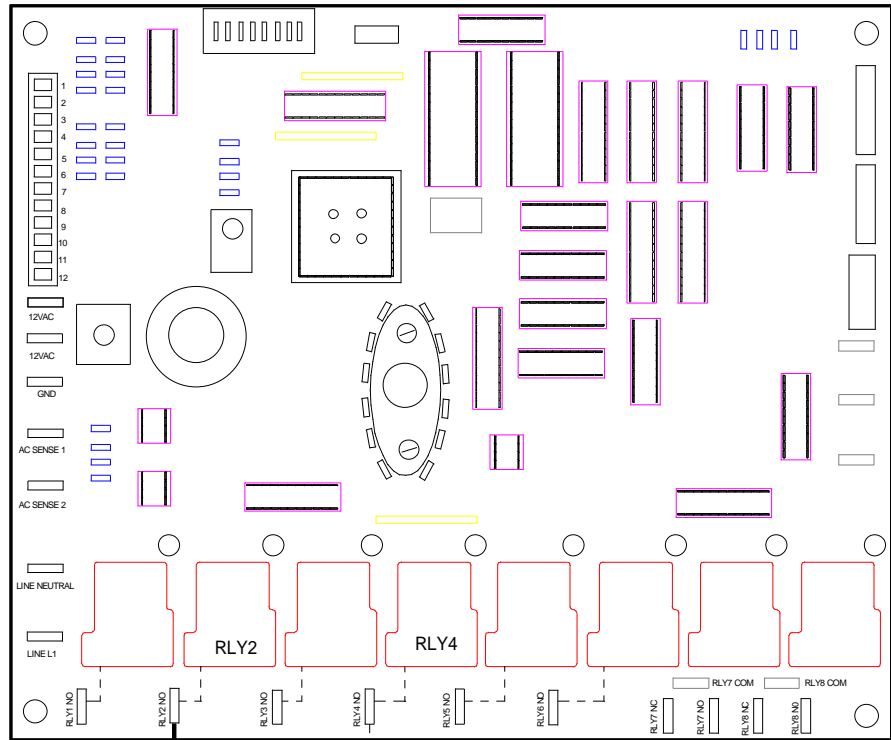 1
2
3
4
5
6
7
8
9
10
11
12
12VAC
12VAC
GND
AC SENSE 1
AC SENSE 2
LINE NEUTRAL
LINE L1
RLY2
RLY4
RLY1 NO
RLY2 NO
RLY3 NO
RLY4 NO
RLY5 NO
RLY6 NO
RLY7 COM
RLY8 COM
RLY7 NC
RLY7 NO
RLY8 NC
RLY8 N0